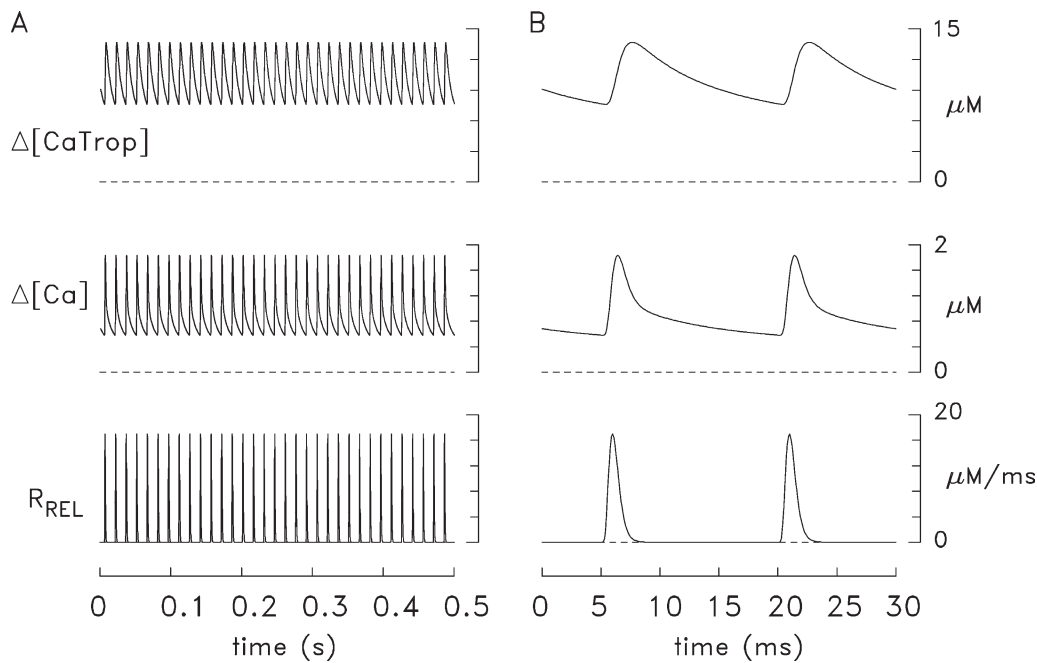 A
B
Δ[CaTrop]
15
μM
0
Δ[Ca]
2
μM
0
R_REL
20
μM/ms
0
0 0.1 0.2 0.3 0.4 0.5
time (s)
0 5 10 15 20 25 30
time (ms)